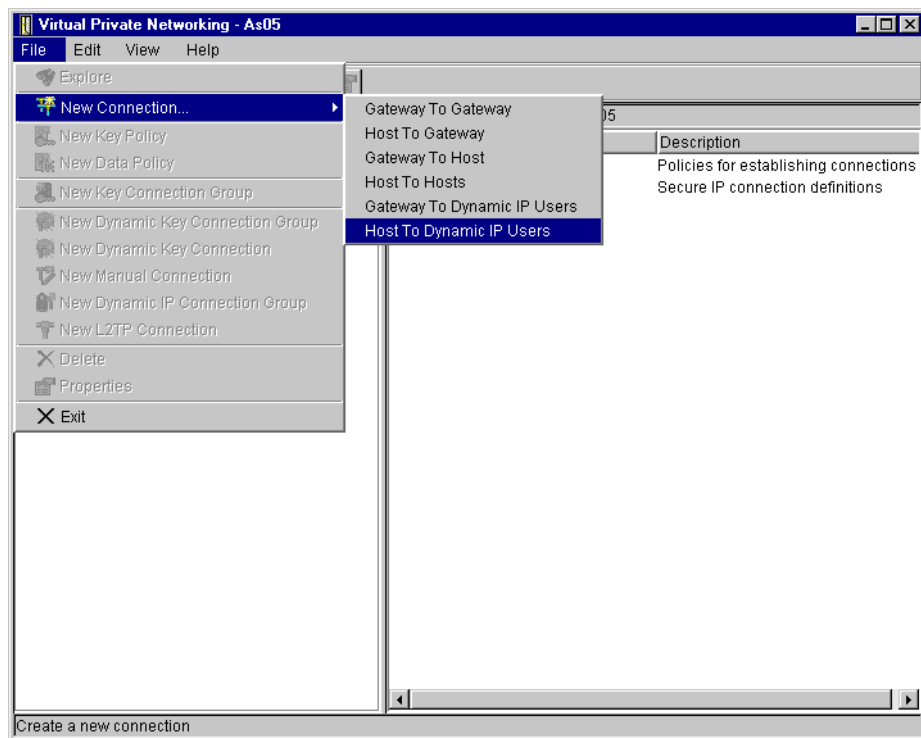 Virtual Private Networking - As05
File Edit View Help
Explore
New Connection...
New Key Policy
New Data Policy
New Key Connection Group
New Dynamic Key Connection Group
New Dynamic Key Connection
New Manual Connection
New Dynamic IP Connection Group
New L2TP Connection
Delete
Properties
Exit
Gateway To Gateway
Host To Gateway
Gateway To Host
Host To Hosts
Gateway To Dynamic IP Users
Host To Dynamic IP Users
05
Description
Policies for establishing connections
Secure IP connection definitions
Create a new connection